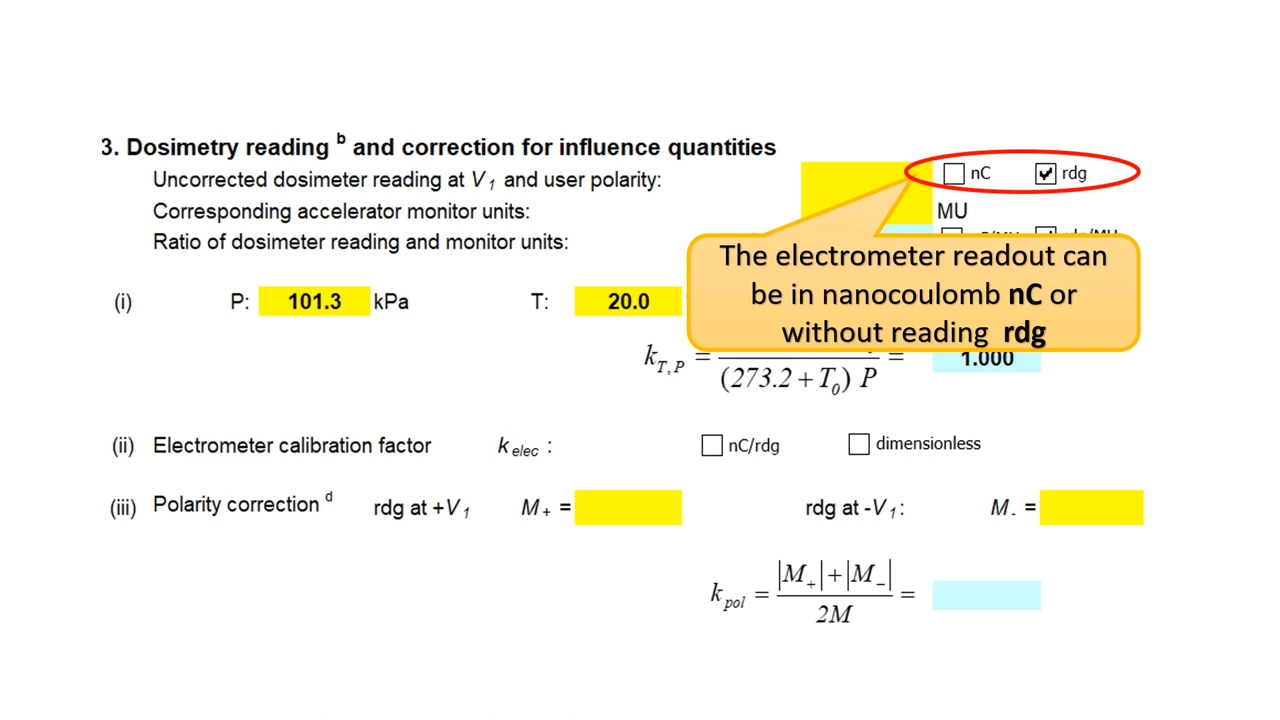 3. Dosimetry reading b and correction for influence quantities
Uncorrected dosimeter reading at V1 and user polarity:
nC
rdg
Corresponding accelerator monitor units:
MU
Ratio of dosimeter reading and monitor units:
The electrometer readout can
be in nanocoulomb nC or
without reading rdg
(i) P: 101.3 kPa T: 20.0
kT,P = (273.2 + T0) P = 1.000
(ii) Electrometer calibration factor kelec : nC/rdg dimensionless
(iii) Polarity correction d rdg at +V1 M+ = rdg at -V1: M- =
kpol = |M+| + |M-| / 2M =